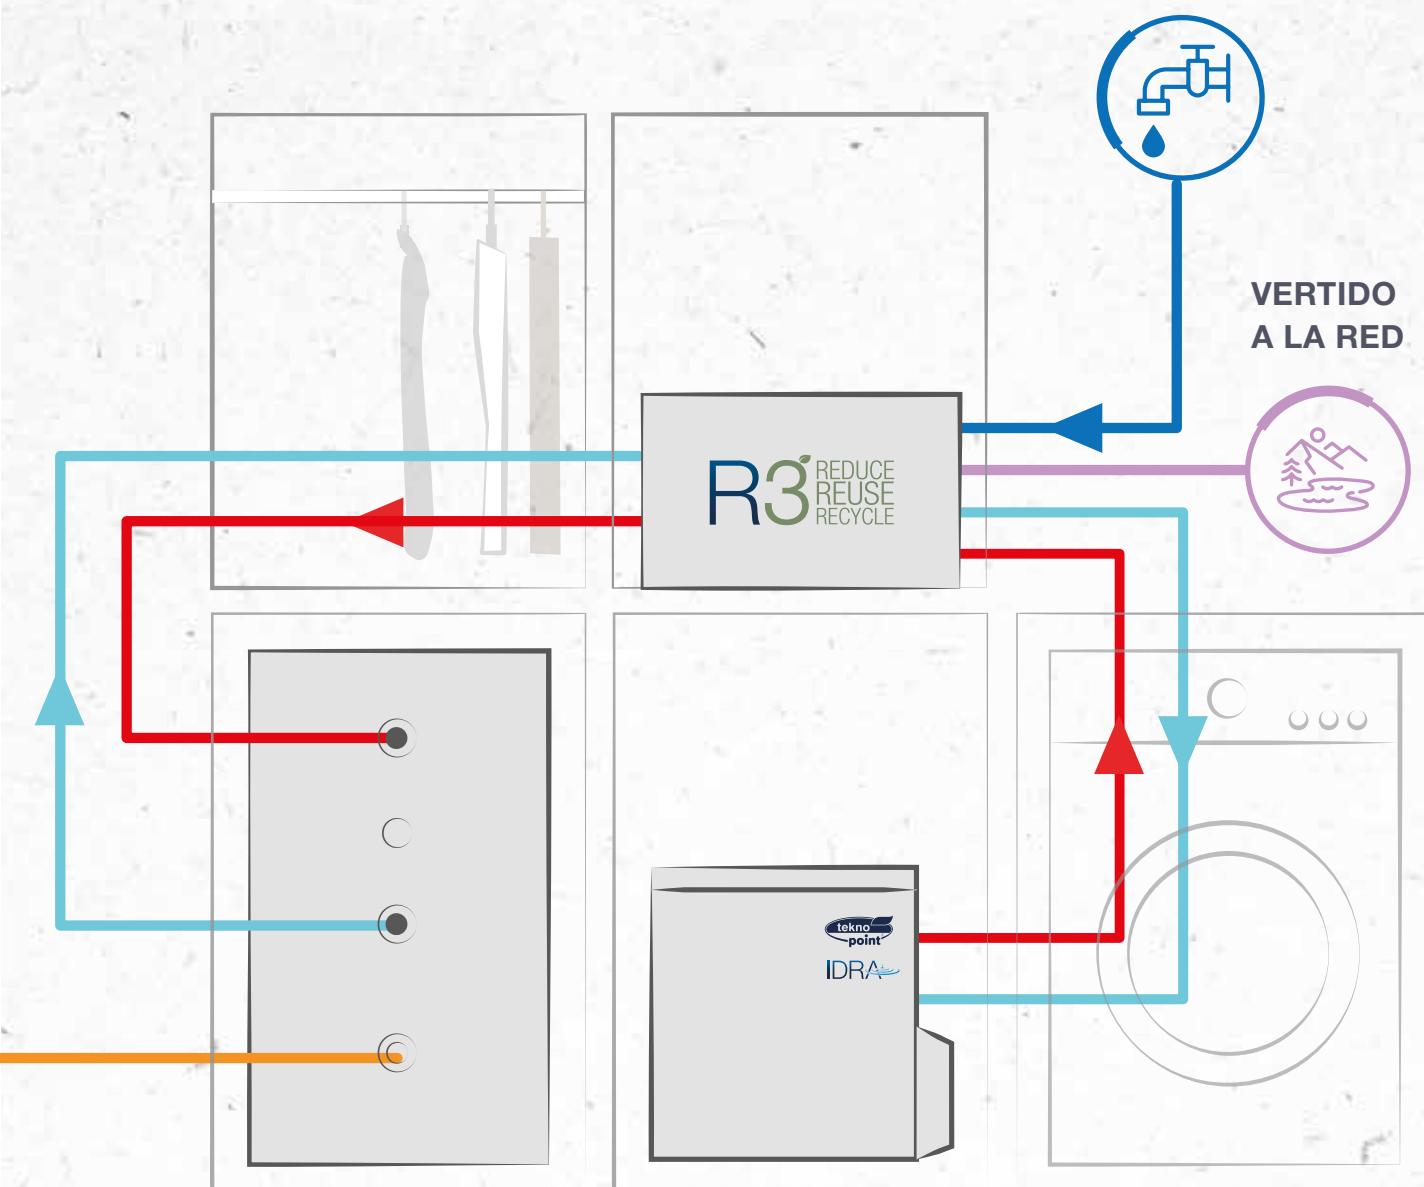 VERTIDO
A LA RED
R3 REDUCE
REUSE
RECYCLE
tekno
point
IDRA